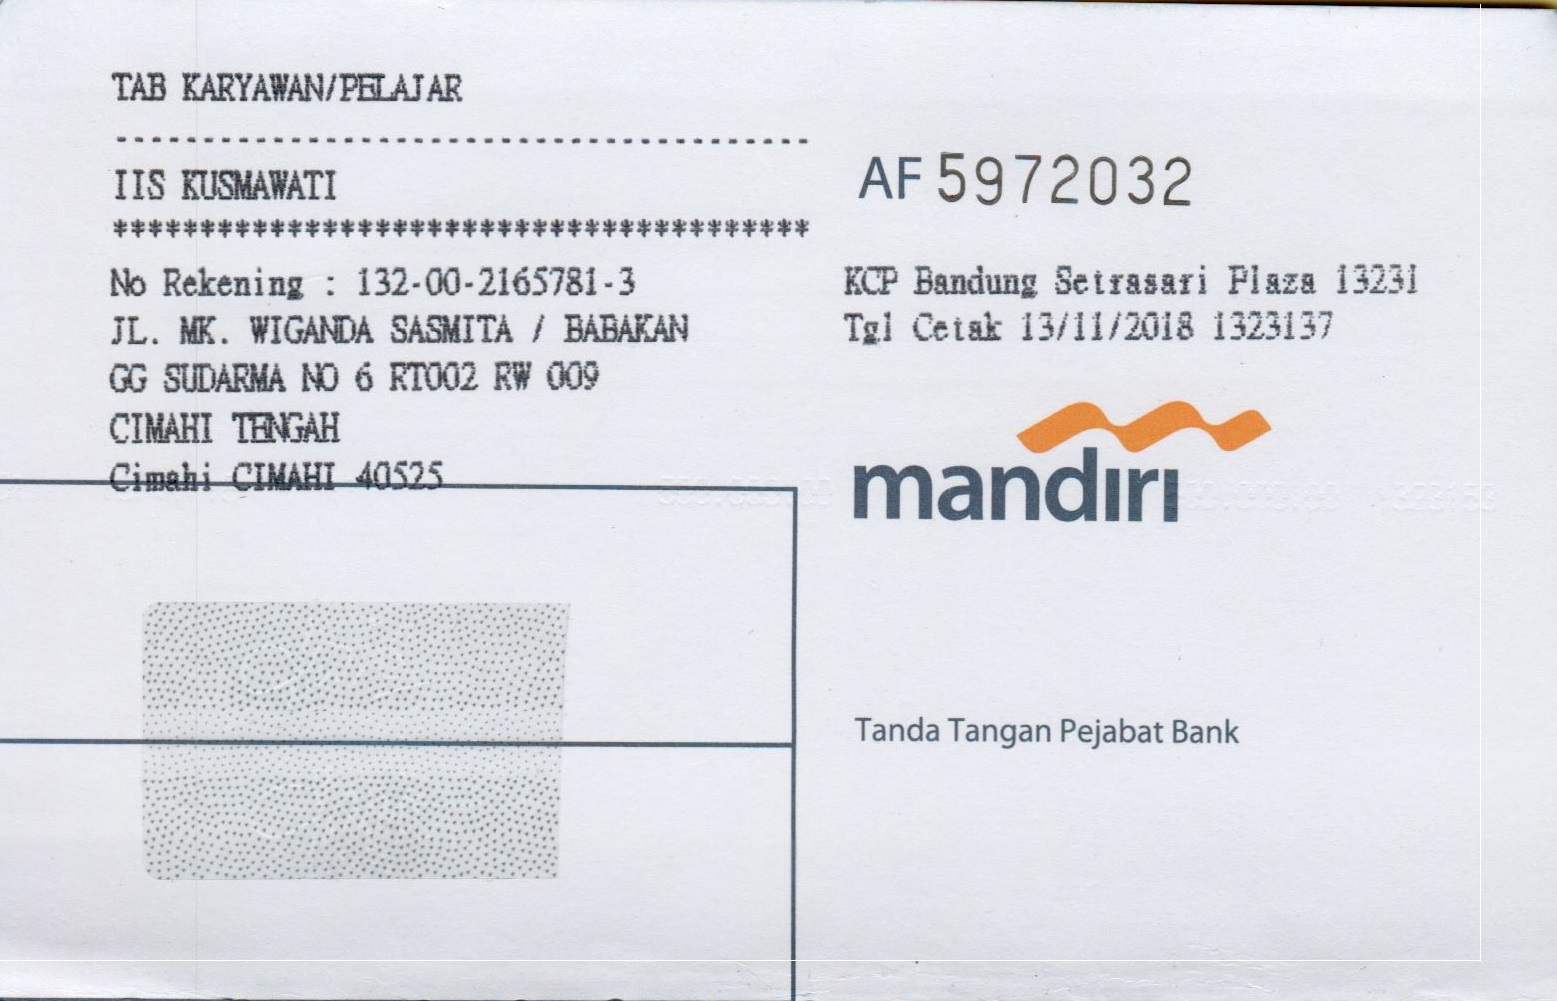 TAB KARYAWAN/PELAJAR
----------------------------------------
IIS KUSMAWATI
****************************************
No Rekening : 132-00-2165781-3
JL. MK. WIGANDA SASMITA / BABAKAN
GG SUDARMA NO 6 RT002 RW 009
CIMAHI TENGAH
Cimahi CIMAHI 40525
AF 5972032
KCP Bandung Setrasari Plaza 13231
Tgl Cetak 13/11/2018 1323137
mandiri
Tanda Tangan Pejabat Bank